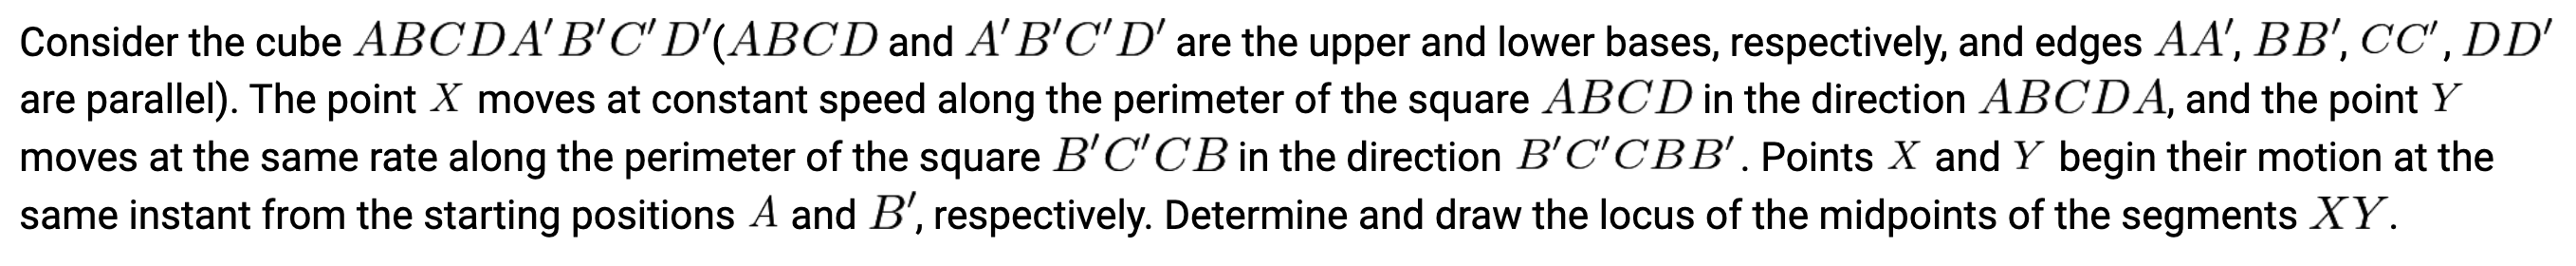 Consider the cube ABCDA'B'C'D'(ABCD and A'B'C'D' are the upper and lower bases, respectively, and edges AA', BB', CC', DD'
are parallel). The point X moves at constant speed along the perimeter of the square ABCD in the direction ABCDA, and the point Y
moves at the same rate along the perimeter of the square B'C'CB in the direction B'C'CBB'. Points X and Y begin their motion at the
same instant from the starting positions A and B', respectively. Determine and draw the locus of the midpoints of the segments XY.